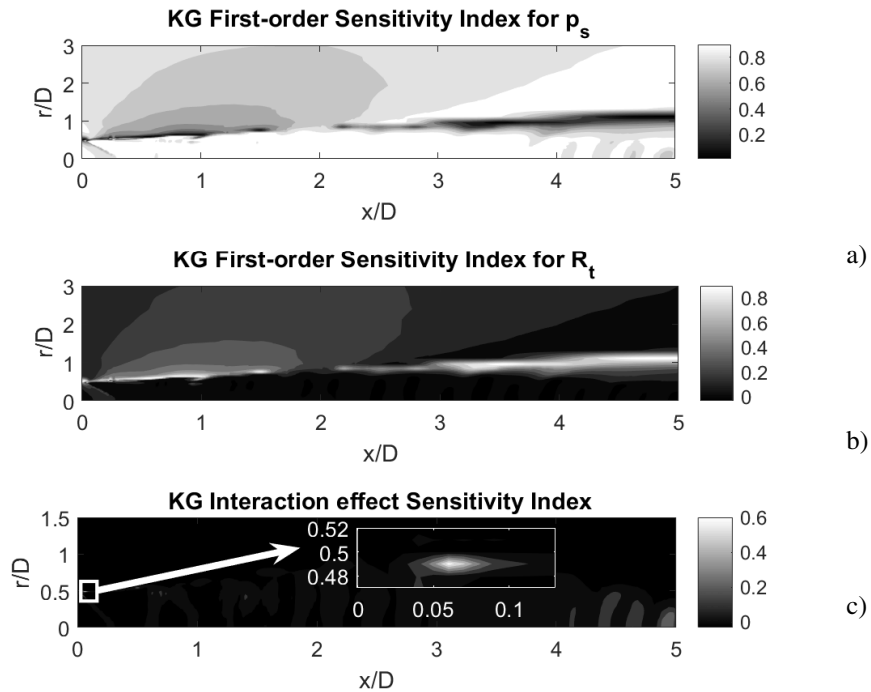 KG First-order Sensitivity Index for p_s
3
2
1
0
r/D
0 1 2 3 4 5
x/D
0.8
0.6
0.4
0.2
a)
KG First-order Sensitivity Index for R_t
3
2
1
0
r/D
0 1 2 3 4 5
x/D
0.8
0.6
0.4
0.2
0
b)
KG Interaction effect Sensitivity Index
1.5
1
0.5
0
r/D
0.52
0.5
0.48
0 0.05 0.1
0 1 2 3 4 5
x/D
0.6
0.4
0.2
0
c)